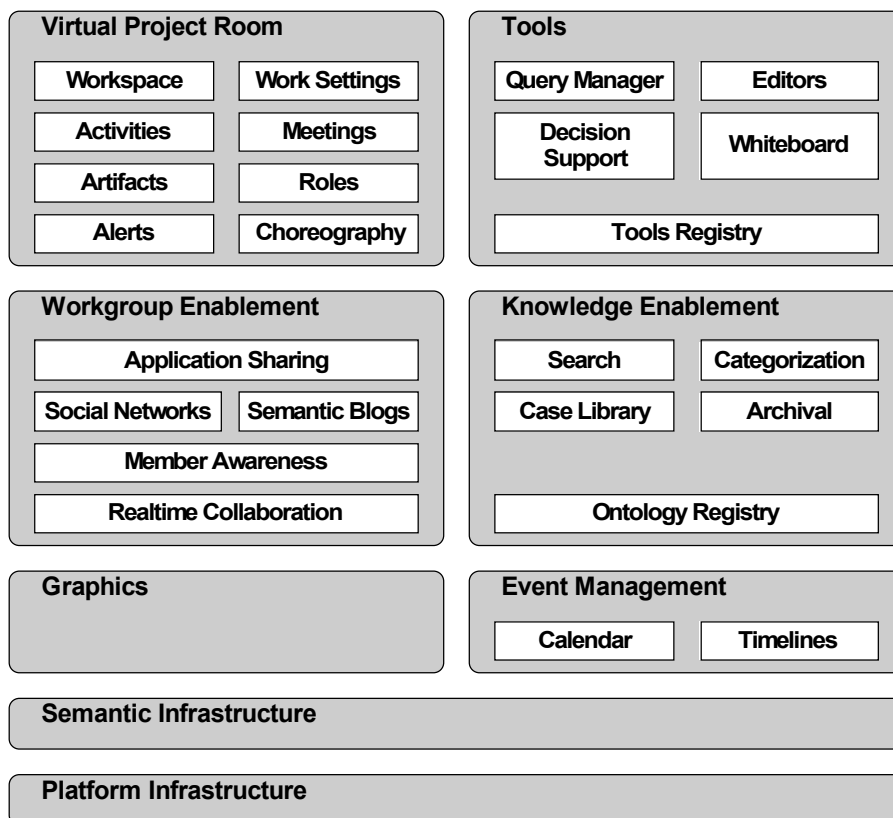 Virtual Project Room
Workspace
Work Settings
Activities
Meetings
Artifacts
Roles
Alerts
Choreography
Tools
Query Manager
Editors
Decision
Support
Whiteboard
Tools Registry
Workgroup Enablement
Application Sharing
Social Networks
Semantic Blogs
Member Awareness
Realtime Collaboration
Knowledge Enablement
Search
Categorization
Case Library
Archival
Ontology Registry
Graphics
Event Management
Calendar
Timelines
Semantic Infrastructure
Platform Infrastructure